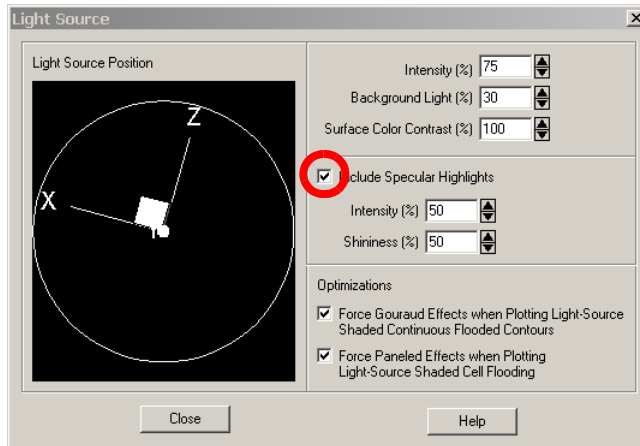 Light Source
Light Source Position
Z
X
Y
Intensity (%) 75
Background Light (%) 30
Surface Color Contrast (%) 100
Include Specular Highlights
Intensity (%) 50
Shininess (%) 50
Optimizations
Force Gouraud Effects when Plotting Light-Source
Shaded Continuous Flooded Contours
Force Paneled Effects when Plotting
Light-Source Shaded Cell Flooding
Close
Help